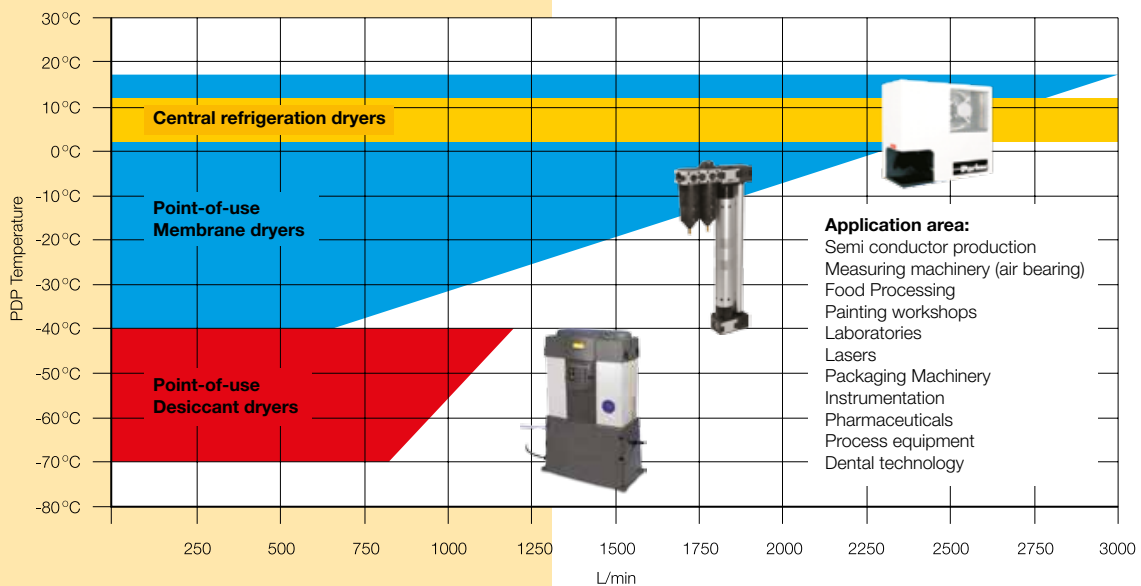 30°C
20°C
10°C
0°C
-10°C
-20°C
-30°C
-40°C
-50°C
-60°C
-70°C
-80°C
PDP Temperature
Central refrigeration dryers
Point-of-use
Membrane dryers
Point-of-use
Desiccant dryers
Parker
Application area:
Semi conductor production
Measuring machinery (air bearing)
Food Processing
Painting workshops
Laboratories
Lasers
Packaging Machinery
Instrumentation
Pharmaceuticals
Process equipment
Dental technology
250 500 750 1000 1250 1500 1750 2000 2250 2500 2750 3000
L/min